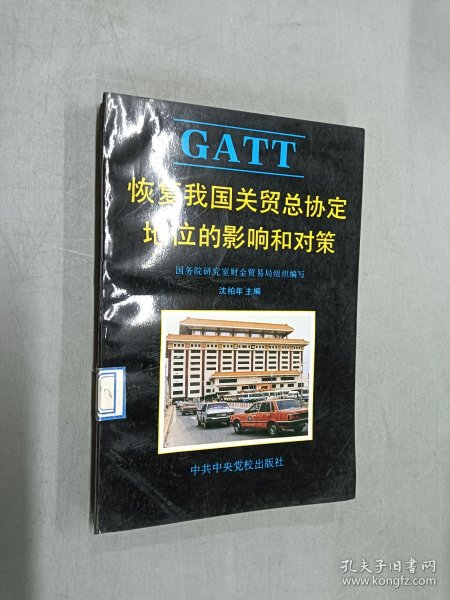 GATT
恢复我国关贸总协定
地位的影响和对策
国务院研究室财金贸易局组织编写
沈柏年 主编
中共中央党校出版社
孔夫子旧书网
www.kongfz.com